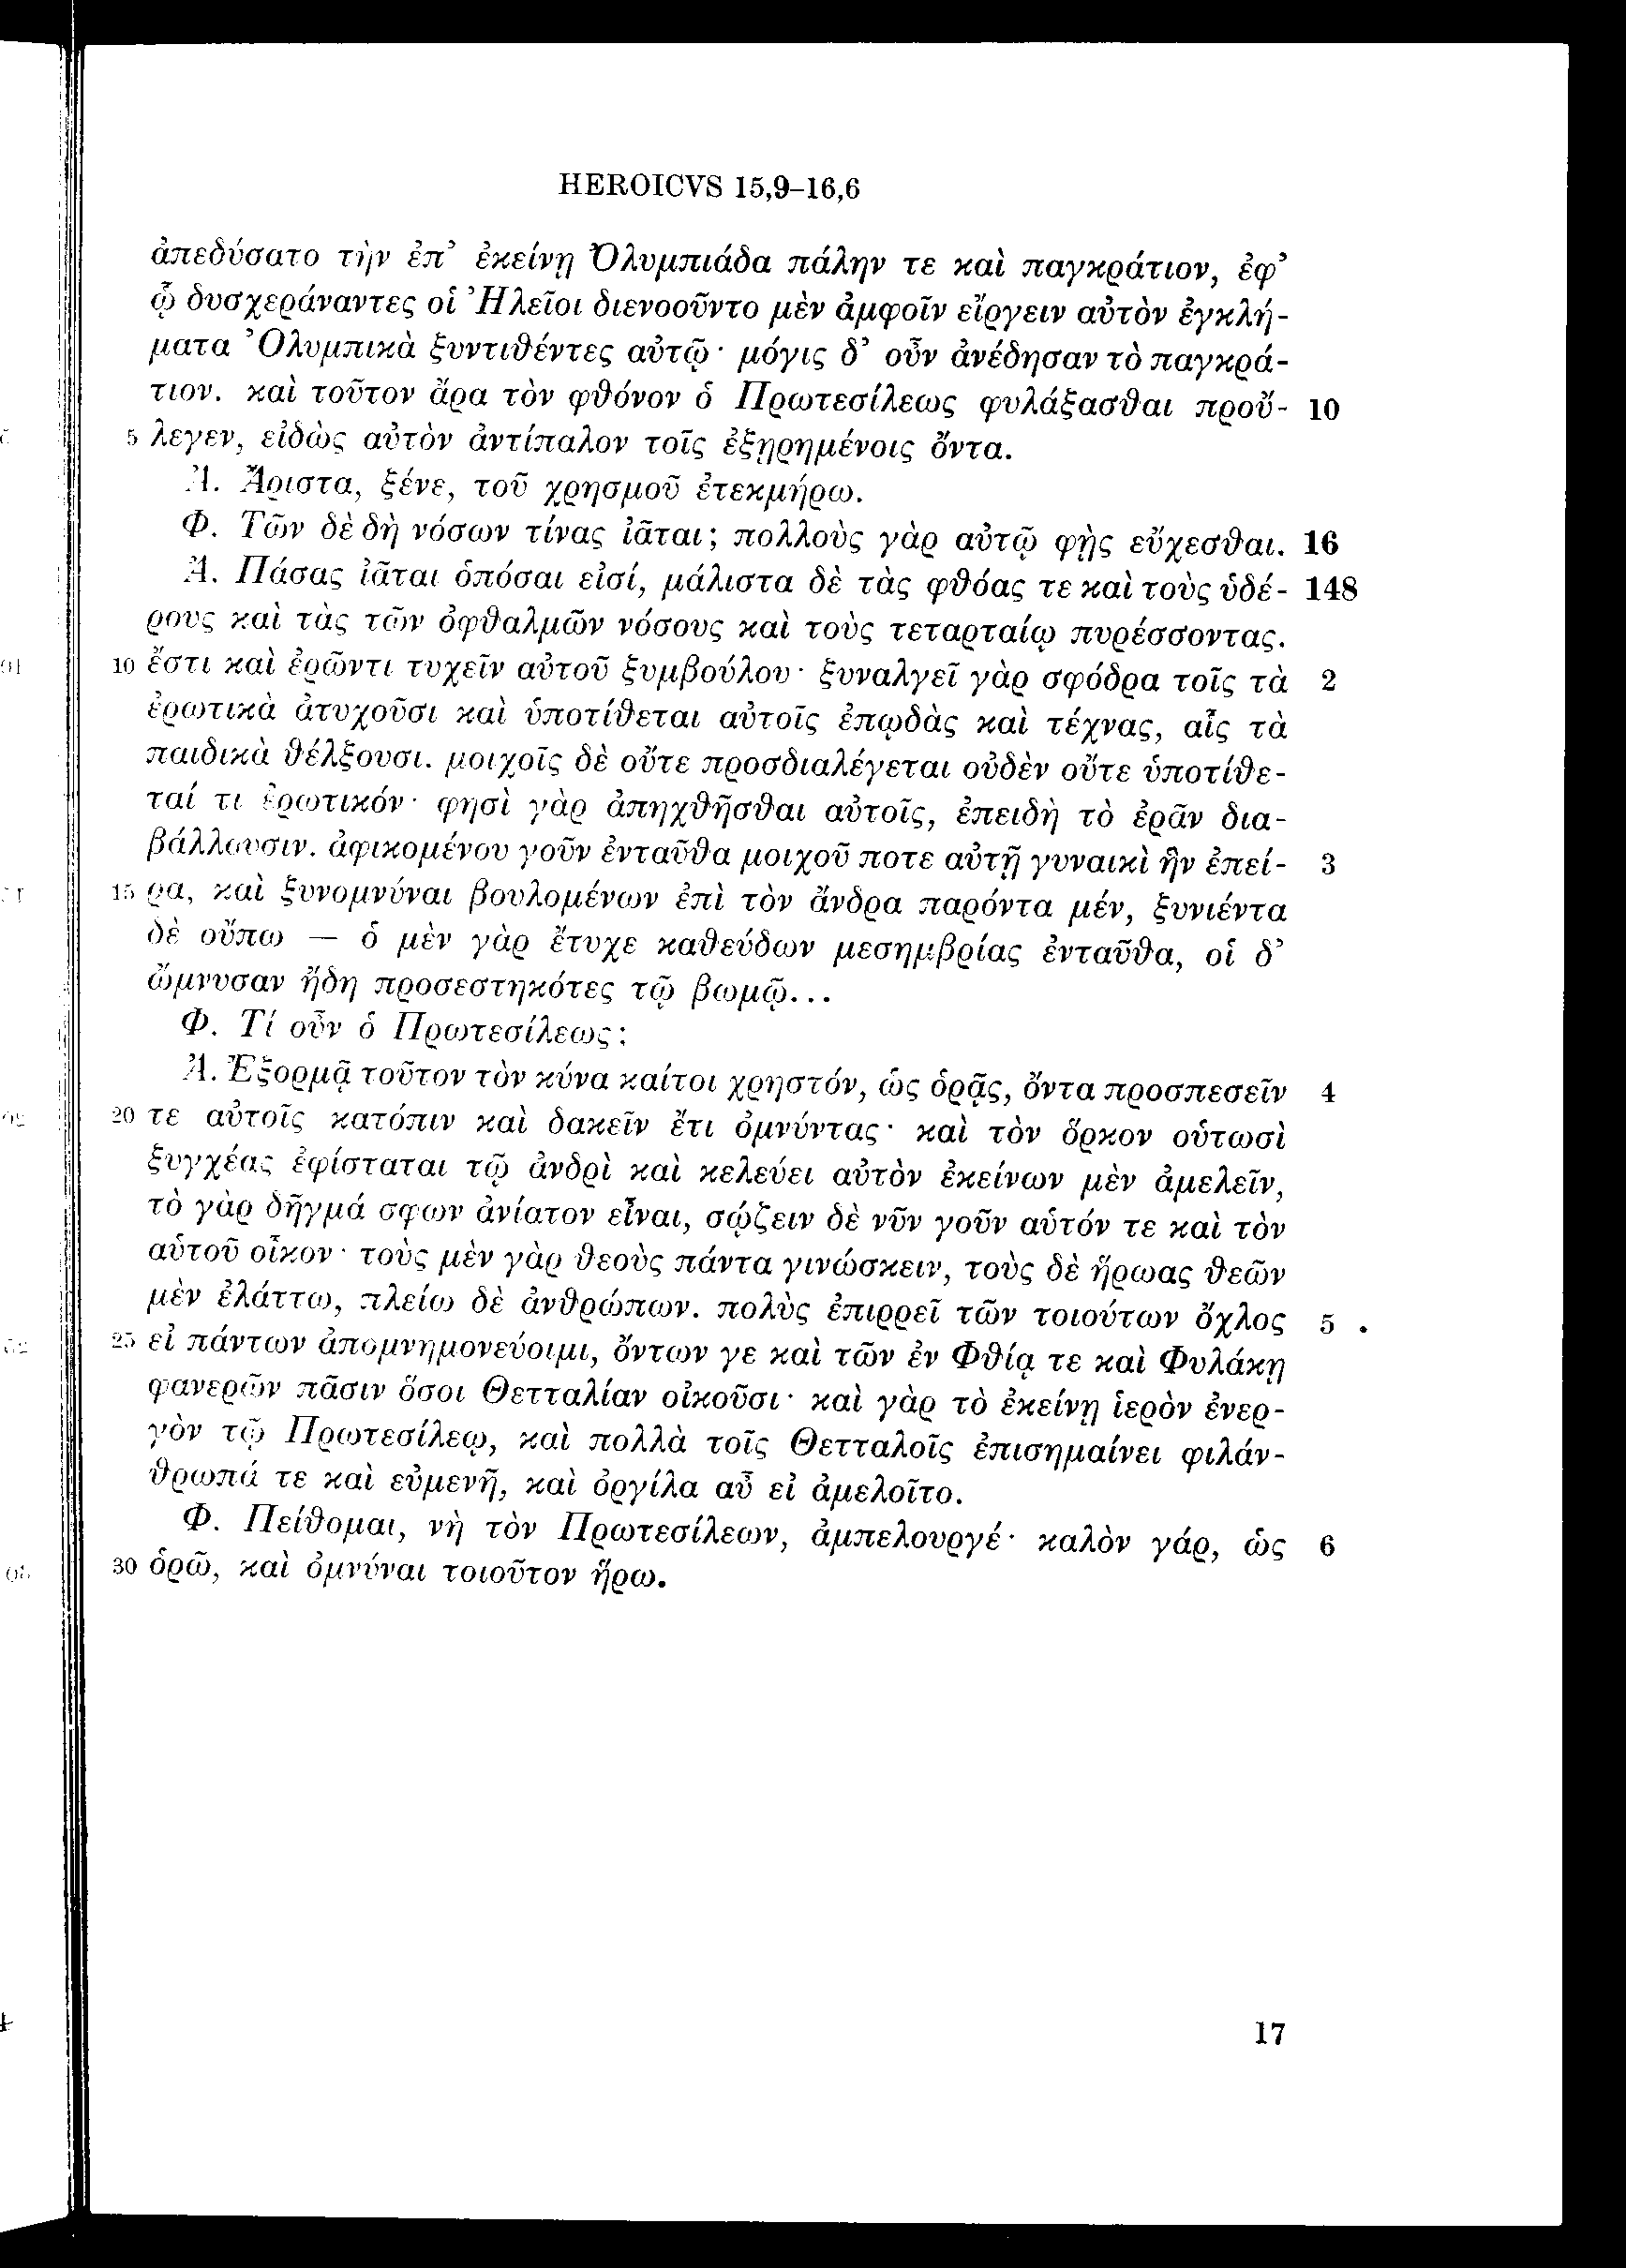 HEROICVS 15,9–16,6
ἀπεδύσατο τὴν ἐπ’ ἐκείνῃ Ὀλυμπιάδα πάλην τε καὶ παγκράτιον, ἐφ’
ᾧ δυσχεράναντες οἱ Ἠλεῖοι διενοοῦντο μὲν ἀμφοῖν εἴργειν αὐτὸν ἐγκλή-
ματα Ὀλυμπικὰ ξυντιθέντες αὐτῷ· μόγις δ’ οὖν ἀνέδησαν τὸ παγκρά-
τιον. καὶ τοῦτον ἄρα τὸν φθόνον ὁ Πρωτεσίλεως φυλάξασθαι προὔ- 10
5 λεγεν, εἰδὼς αὐτὸν ἀντίπαλον τοῖς ἐξῃρημένοις ὄντα.
Ἀ. Ἄριστα, ξένε, τοῦ χρησμοῦ ἐτεκμήρω.
Φ. Τῶν δὲ δὴ νόσων τίνας ἰᾶται; πολλοὺς γὰρ αὐτῷ φῂς εὔχεσθαι. 16
Ἀ. Πάσας ἰᾶται ὁπόσαι εἰσί, μάλιστα δὲ τὰς φθόας τε καὶ τοὺς ὑδέ- 148
ρους καὶ τὰς τῶν ὀφθαλμῶν νόσους καὶ τοὺς τεταρταίῳ πυρέσσοντας.
10 ἔστι καὶ ἐρῶντι τυχεῖν αὐτοῦ ξυμβούλου· ξυναλγεῖ γὰρ σφόδρα τοῖς τὰ 2
ἐρωτικὰ ἀτυχοῦσι καὶ ὑποτίθεται αὐτοῖς ἐπῳδὰς καὶ τέχνας, αἷς τὰ
παιδικὰ θέλξουσι. μοιχοῖς δὲ οὔτε προσδιαλέγεται οὐδὲν οὔτε ὑποτίθε-
ταί τι ἐρωτικόν· φησὶ γὰρ ἀπηχθῆσθαι αὐτοῖς, ἐπειδὴ τὸ ἐρᾶν δια-
βάλλουσιν. ἀφικομένου γοῦν ἐνταῦθα μοιχοῦ ποτε αὐτῇ γυναικὶ ἣν ἐπεί- 3
15 ρα, καὶ ξυνομνύναι βουλομένων ἐπὶ τὸν ἄνδρα παρόντα μέν, ξυνιέντα
δὲ οὔπω — ὁ μὲν γὰρ ἔτυχε καθεύδων μεσημβρίας ἐνταῦθα, οἱ δ’
ὤμνυσαν ἤδη προσεστηκότες τῷ βωμῷ...
Φ. Τί οὖν ὁ Πρωτεσίλεως;
Ἀ. Ἐξορμᾷ τοῦτον τὸν κύνα καίτοι χρηστόν, ὡς ὁρᾷς, ὄντα προσπεσεῖν 4
20 τε αὐτοῖς κατόπιν καὶ δακεῖν ἔτι ὀμνύντας· καὶ τὸν ὅρκον οὑτωσὶ
ξυγχέας ἐφίσταται τῷ ἀνδρὶ καὶ κελεύει αὐτὸν ἐκείνων μὲν ἀμελεῖν,
τὸ γὰρ δῆγμά σφων ἀνίατον εἶναι, σῴζειν δὲ νῦν γοῦν αὑτόν τε καὶ τὸν
αὑτοῦ οἶκον· τοὺς μὲν γὰρ θεοὺς πάντα γινώσκειν, τοὺς δὲ ἥρωας θεῶν
μὲν ἐλάττω, πλείω δὲ ἀνθρώπων. πολὺς ἐπιρρεῖ τῶν τοιούτων ὄχλος 5
25 εἰ πάντων ἀπομνημονεύοιμι, ὄντων γε καὶ τῶν ἐν Φθίᾳ τε καὶ Φυλάκῃ
φανερῶν πᾶσιν ὅσοι Θετταλίαν οἰκοῦσι· καὶ γὰρ τὸ ἐκείνῃ ἱερὸν ἐνερ-
γὸν τῷ Πρωτεσίλεῳ, καὶ πολλὰ τοῖς Θετταλοῖς ἐπισημαίνει φιλάν-
θρωπά τε καὶ εὐμενῆ, καὶ ὀργίλα αὖ εἰ ἀμελοῖτο.
Φ. Πείθομαι, νὴ τὸν Πρωτεσίλεων, ἀμπελουργέ· καλὸν γάρ, ὡς 6
30 ὁρῶ, καὶ ὀμνύναι τοιοῦτον ἥρω.
17